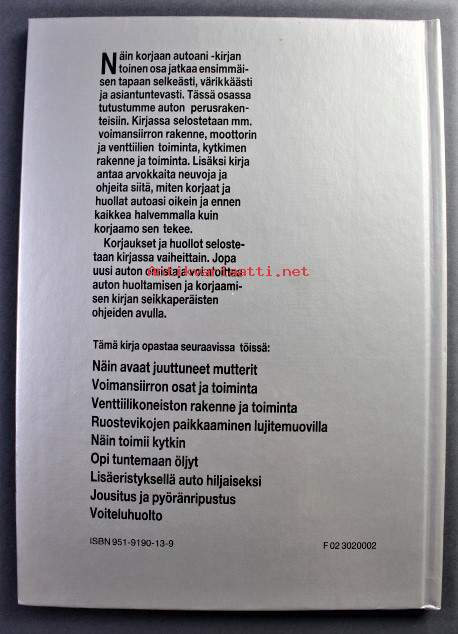 Näin korjaan autoani -kirjan
toinen osa jatkaa ensimmäi-
sen tapaan selkeästi, värikkäästi
ja asiantuntevasti. Tässä osassa
tutustumme auton perusraken-
teisiin. Kirjassa selostetaan mm.
voimansiirron rakenne, moottorin
ja venttiilien toiminta, kytkimen
rakenne ja toiminta. Lisäksi kirja
antaa arvokkaita neuvoja ja
ohjeita siitä, miten korjaat ja
huollat autoasi oikein ja ennen
kaikkea halvemmalla kuin
korjaamo sen tekee.
Korjaukset ja huollot seloste-
taan kirjassa vaiheittain. Jopa
uusi auton omistaja voi aloittaa
auton huoltamisen ja korjaami-
sen kirjan seikkaperäisten
ohjeiden avulla.
Tämä kirja opastaa seuraavissa töissä:
Näin avaat juuttuneet mutterit
Voimansiirron osat ja toiminta
Venttiilikoneiston rakenne ja toiminta
Ruostevikojen paikkaaminen lujitemuovilla
Näin toimii kytkin
Opi tuntemaan öljyt
Lisäeristyksellä auto hiljaiseksi
Jousitus ja pyöränripustus
Voiteluhuolto
ISBN 951-9190-13-9 F 02 3020002